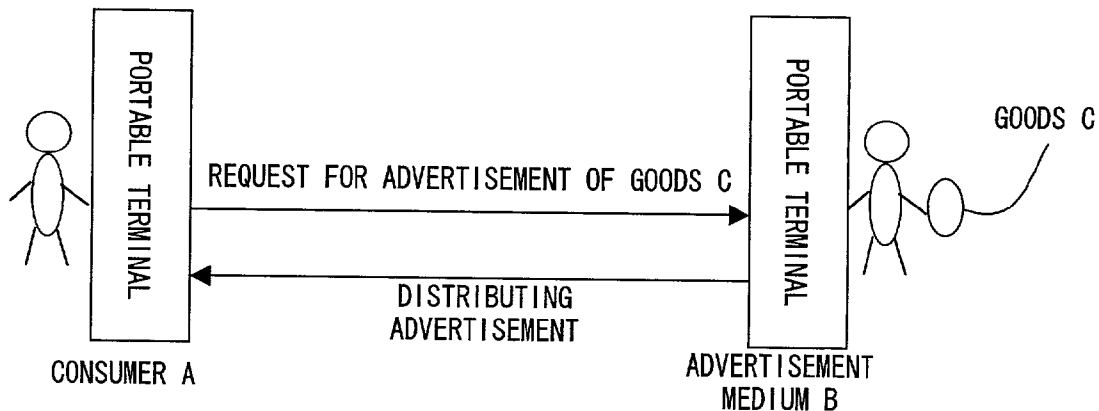 PORTABLE TERMINAL
PORTABLE TERMINAL
GOODS C
REQUEST FOR ADVERTISEMENT OF GOODS C
DISTRIBUTING
ADVERTISEMENT
CONSUMER A
ADVERTISEMENT
MEDIUM B